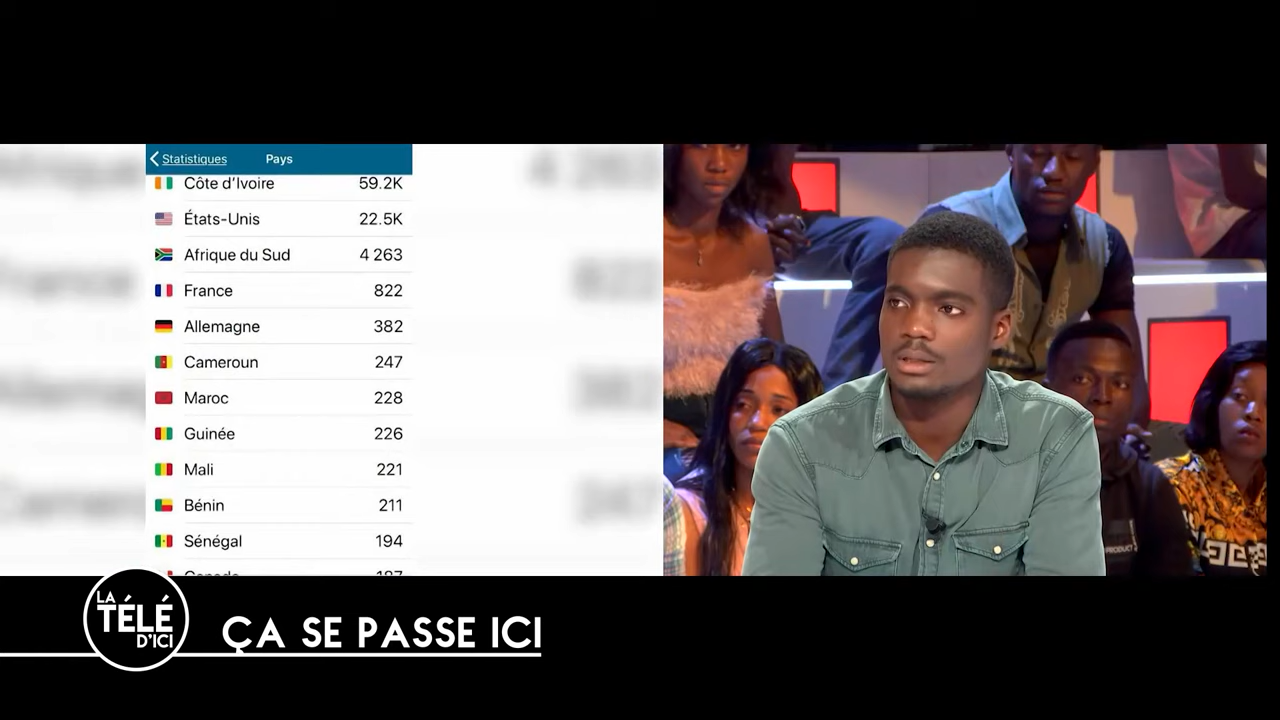 Statistiques Pays
Côte d'Ivoire 59.2K
États-Unis 22.5K
Afrique du Sud 4 263
France 822
Allemagne 382
Cameroun 247
Maroc 228
Guinée 226
Mali 221
Bénin 211
Sénégal 194
PRODUCT
LA
TÉLÉ
D'ICI
ÇA SE PASSE ICI